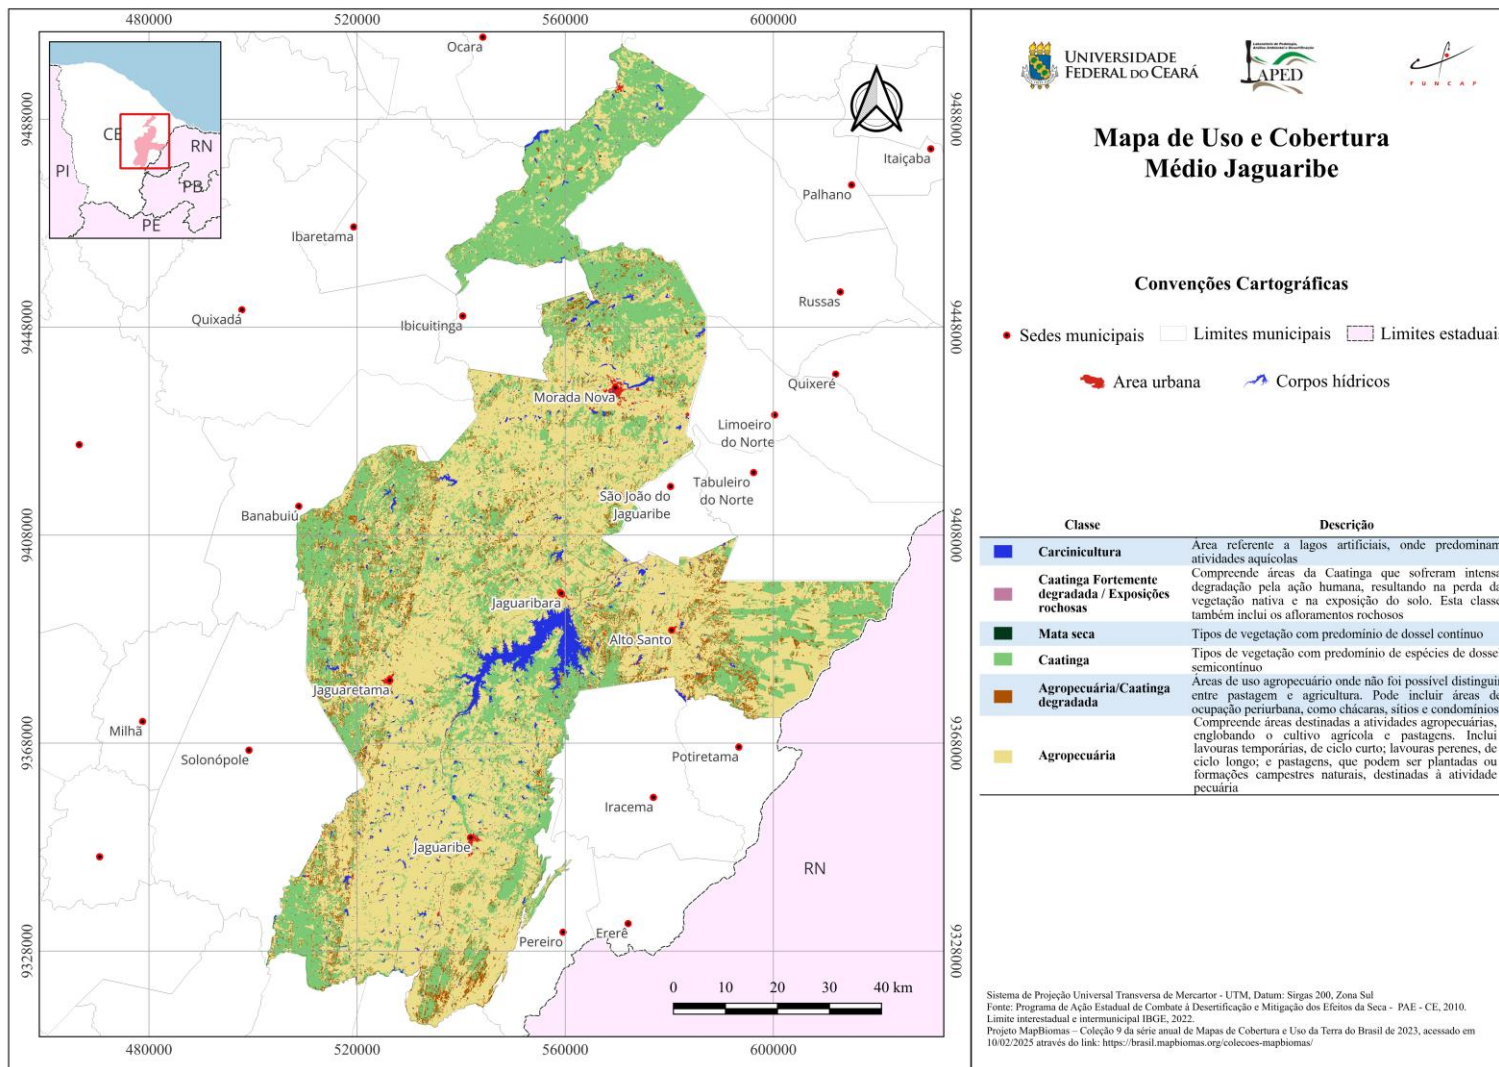 480000
520000
560000
600000
Ocara
9488000
9488000
CE
RN
PI
PB
PE
Itaiçaba
Palhano
Ibaretama
Russas
Quixadá
Ibicuitinga
9448000
9448000
Quixeré
Morada Nova
Limoeiro
do Norte
São João do
Jaguaribe
Tabuleiro
do Norte
Banabuiú
9408000
9408000
Jaguaribara
Alto Santo
Jaguaretama
Milhã
Solonópole
Potiretama
9368000
9368000
Iracema
Jaguaribe
RN
Pereiro
Ererê
9328000
9328000
0 10 20 30 40 km
480000
520000
560000
600000
UNIVERSIDADE
FEDERAL DO CEARÁ
LAPED
FUNCAP
Mapa de Uso e Cobertura
Médio Jaguaribe
Convenções Cartográficas
Sedes municipais
Limites municipais
Limites estaduais
Area urbana
Corpos hídricos
Classe
Descrição
Carcinicultura
Área referente a lagos artificiais, onde predominam
atividades aquícolas
Caatinga Fortemente
degradada / Exposições
rochosas
Compreende áreas da Caatinga que sofreram intensa
degradação pela ação humana, resultando na perda da
vegetação nativa e na exposição do solo. Esta classe
também inclui os afloramentos rochosos
Mata seca
Tipos de vegetação com predomínio de dossel contínuo
Caatinga
Tipos de vegetação com predomínio de espécies de dossel
semicontínuo
Agropecuária/Caatinga
degradada
Áreas de uso agropecuário onde não foi possível distinguir
entre pastagem e agricultura. Pode incluir áreas de
ocupação periurbana, como chácaras, sítios e condomínios
Agropecuária
Compreende áreas destinadas a atividades agropecuárias,
englobando o cultivo agrícola e pastagens. Inclui
lavouras temporárias, de ciclo curto; lavouras perenes, de
ciclo longo; e pastagens, que podem ser plantadas ou
formações campestres naturais, destinadas à atividade
pecuária
Sistema de Projeção Universal Transversa de Mercartor - UTM, Datum: Sirgas 200, Zona Sul
Fonte: Programa de Ação Estadual de Combate à Desertificação e Mitigação dos Efeitos da Seca - PAE - CE, 2010.
Limite interestadual e intermunicipal IBGE, 2022.
Projeto MapBiomas – Coleção 9 da série anual de Mapas de Cobertura e Uso da Terra do Brasil de 2023, acessado em
10/02/2025 através do link: https://brasil.mapbiomas.org/colecoes-mapbiomas/